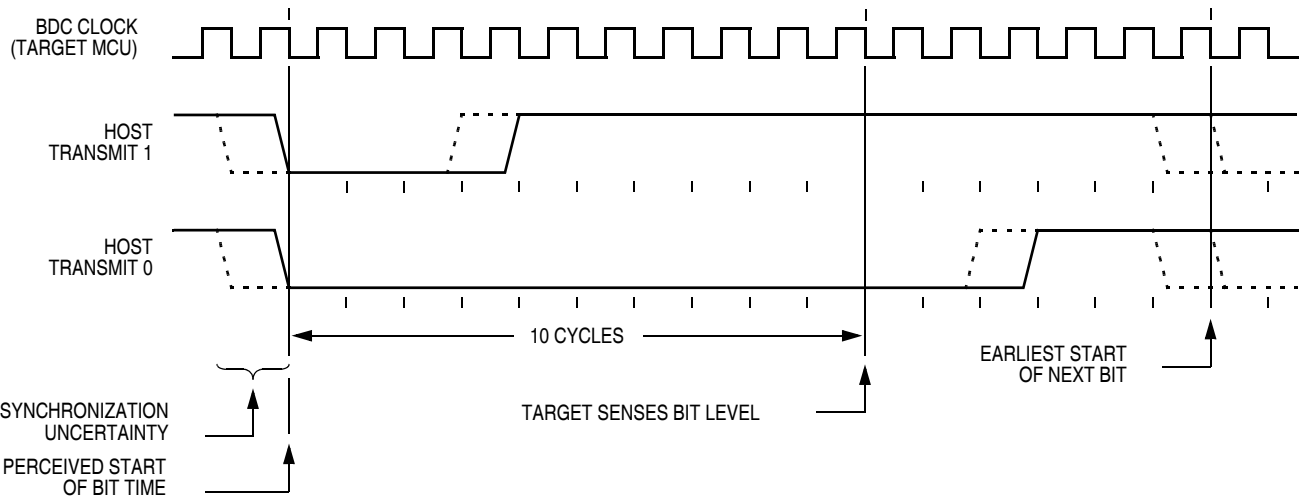 BDC CLOCK
(TARGET MCU)
HOST
TRANSMIT 1
HOST
TRANSMIT 0
10 CYCLES
EARLIEST START
OF NEXT BIT
SYNCHRONIZATION
UNCERTAINTY
TARGET SENSES BIT LEVEL
PERCEIVED START
OF BIT TIME